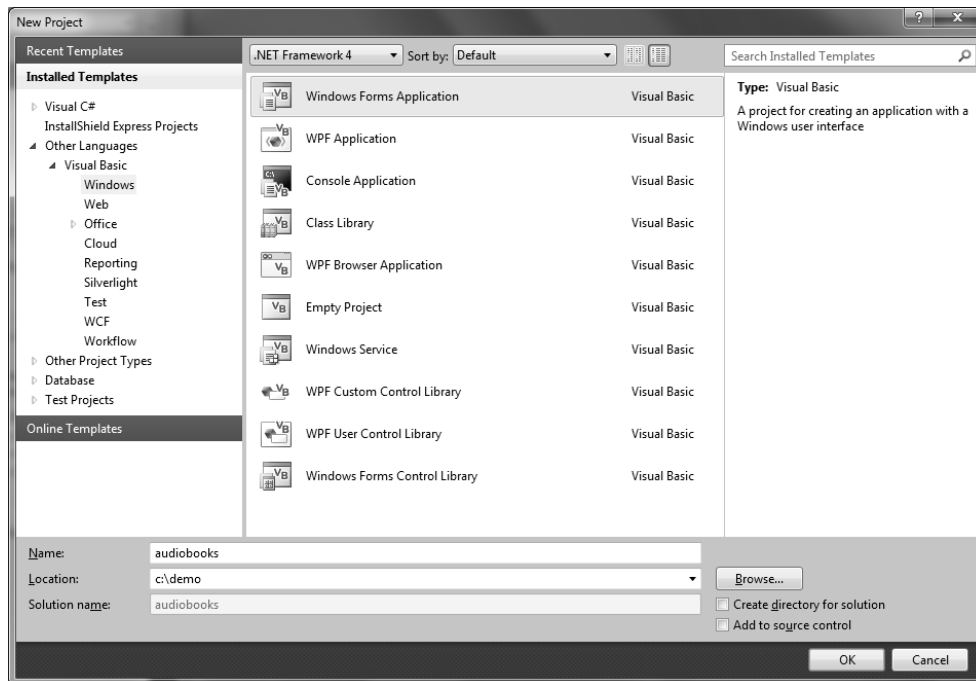 New Project
Recent Templates
Installed Templates
Visual C#
InstallShield Express Projects
Other Languages
Visual Basic
Windows
Web
Office
Cloud
Reporting
Silverlight
Test
WCF
Workflow
Other Project Types
Database
Test Projects
Online Templates
.NET Framework 4 Sort by: Default
Windows Forms Application Visual Basic
WPF Application Visual Basic
Console Application Visual Basic
Class Library Visual Basic
WPF Browser Application Visual Basic
Empty Project Visual Basic
Windows Service Visual Basic
WPF Custom Control Library Visual Basic
WPF User Control Library Visual Basic
Windows Forms Control Library Visual Basic
Search Installed Templates
Type: Visual Basic
A project for creating an application with a
Windows user interface
Name: audiobooks
Location: c:\demo
Browse...
Solution name: audiobooks
Create directory for solution
Add to source control
OK Cancel